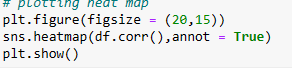 # plotting heat map
plt.figure(figsize = (20,15))
sns.heatmap(df.corr(),annot = True)
plt.show()